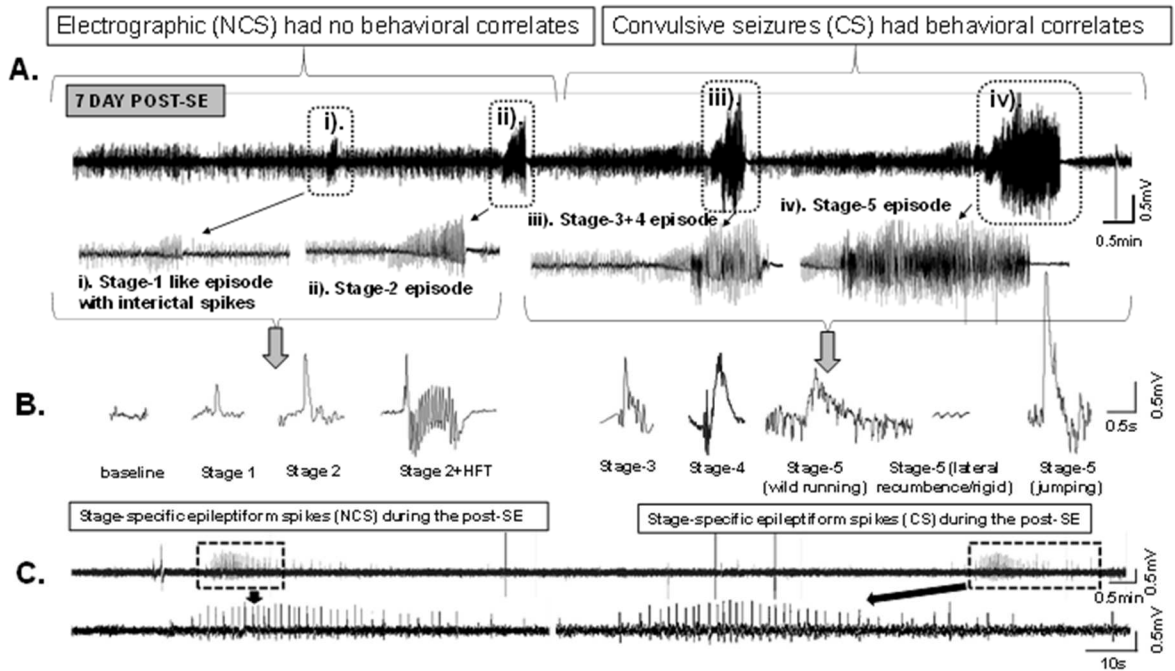 Electrographic (NCS) had no behavioral correlates
Convulsive seizures (CS) had behavioral correlates
A.
7 DAY POST-SE
i).
ii).
iii).
iv).
0.5mV
0.5min
iii). Stage-3+4 episode
iv). Stage-5 episode
i). Stage-1 like episode
with interictal spikes
ii). Stage-2 episode
B.
0.5mV
0.5s
baseline
Stage 1
Stage 2
Stage 2+HFT
Stage-3
Stage-4
Stage-5
(wild running)
Stage-5 (lateral
recumbence/rigid)
Stage-5
(jumping)
Stage-specific epileptiform spikes (NCS) during the post-SE
Stage-specific epileptiform spikes (CS) during the post-SE
C.
0.5mV
0.5min
0.5mV
10s